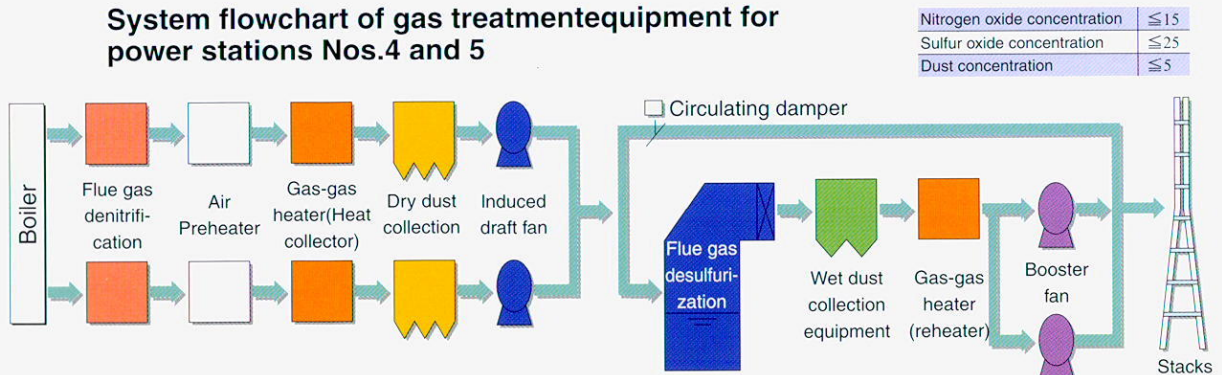 System flowchart of gas treatmentequipment for
power stations Nos.4 and 5
Nitrogen oxide concentration ≦15
Sulfur oxide concentration ≦25
Dust concentration ≦5
Circulating damper
Boiler
Flue gas
denitrifi-
cation
Air
Preheater
Gas-gas
heater(Heat
collector)
Dry dust
collection
Induced
draft fan
Flue gas
desulfuri-
zation
Wet dust
collection
equipment
Gas-gas
heater
(reheater)
Booster
fan
Stacks